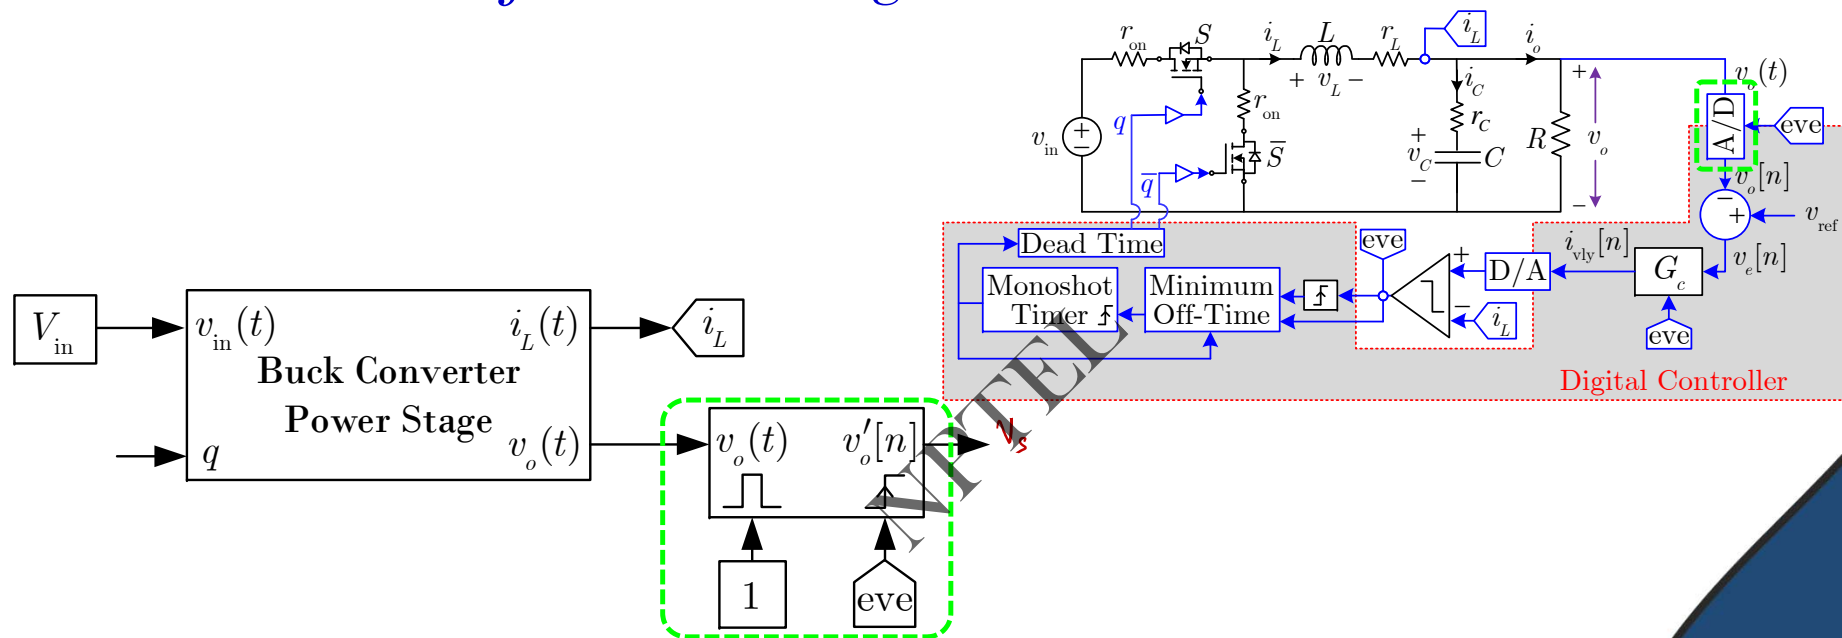 V_in
v_in(t)
i_L(t)
Buck Converter
Power Stage
q
v_o(t)
i_L
v_o(t)
v'_o[n]
1
eve
v_s
NPTEL
r_on
S
i_L
L
r_L
i_L
i_o
+ v_L −
i_C
v_o(t)
q
r_on
r_C
A/D
eve
v_in
+
−
S̅
+
v_C
−
C
R
+
v_o
−
q̅
v_o[n]
−
+
v_ref
Dead Time
eve
+
i_vly[n]
v_e[n]
D/A
G_c
Monoshot
Timer
Minimum
Off-Time
−
i_L
eve
Digital Controller